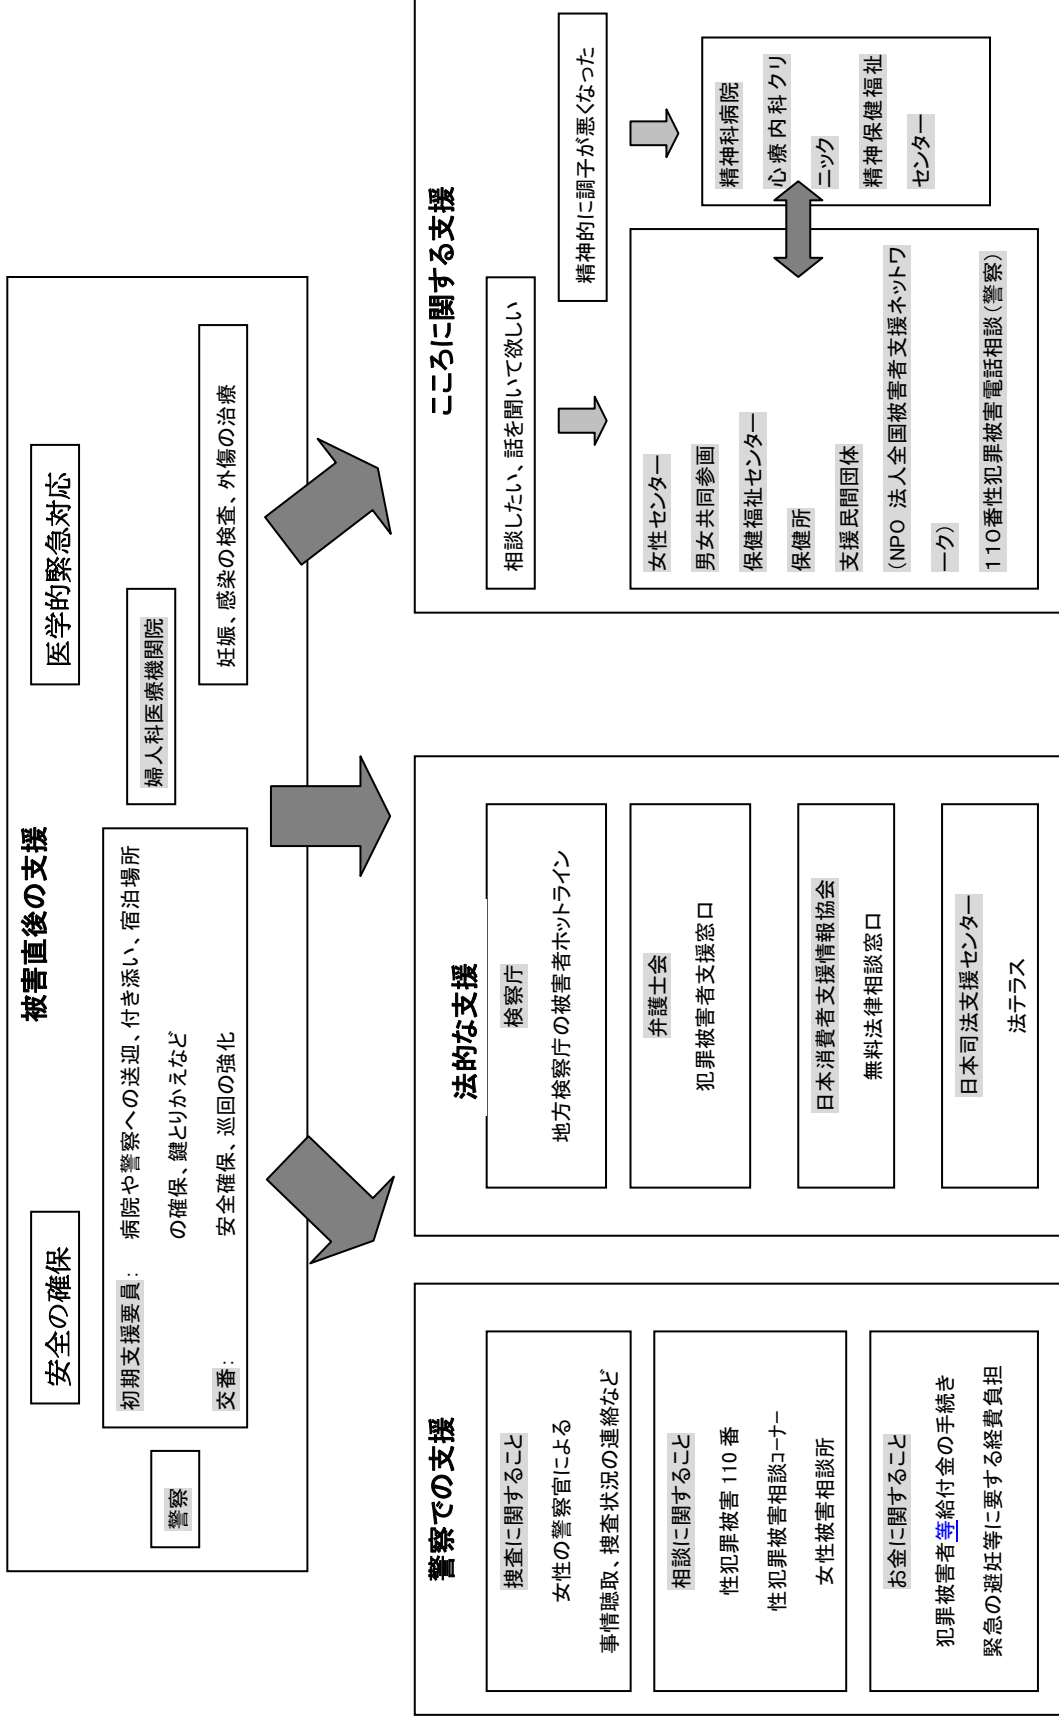 被害直後の支援
安全の確保
医学的緊急対応
警察
初期支援要員: 病院や警察への送迎、付き添い、宿泊場所
の確保、鍵とりかえなど
交番: 安全確保、巡回の強化
婦人科医療機関院
妊娠、感染の検査、外傷の治療
警察での支援
捜査に関すること
女性の警察官による
事情聴取、捜査状況の連絡など
相談に関すること
性犯罪被害110番
性犯罪被害相談コーナー
女性被害相談所
お金に関すること
犯罪被害者等給付金の手続き
緊急の避妊等に要する経費負担
法的な支援
検察庁
地方検察庁の被害者ホットライン
弁護士会
犯罪被害者支援窓口
日本消費者支援情報協会
無料法律相談窓口
日本司法支援センター
法テラス
こころに関する支援
相談したい、話を聞いて欲しい
精神的に調子が悪くなった
女性センター
男女共同参画
保健福祉センター
保健所
支援民間団体
(NPO 法人全国被害者支援ネットワ
ーク)
110番性犯罪被害電話相談(警察)
精神科病院
心療内科クリ
ニック
精神保健福祉
センター